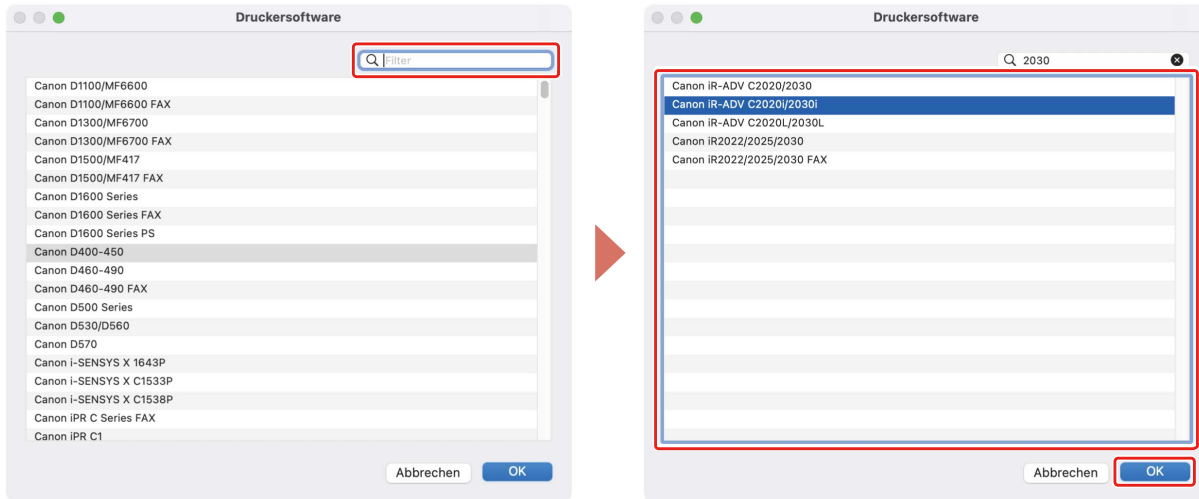 Druckersoftware
Filter
Canon D1100/MF6600
Canon D1100/MF6600 FAX
Canon D1300/MF6700
Canon D1300/MF6700 FAX
Canon D1500/MF417
Canon D1500/MF417 FAX
Canon D1600 Series
Canon D1600 Series FAX
Canon D1600 Series PS
Canon D400-450
Canon D460-490
Canon D460-490 FAX
Canon D500 Series
Canon D530/D560
Canon D570
Canon i-SENSYS X 1643P
Canon i-SENSYS X C1533P
Canon i-SENSYS X C1538P
Canon iPR C Series FAX
Canon iPR C1
Abbrechen
OK
Druckersoftware
2030
Canon iR-ADV C2020/2030
Canon iR-ADV C2020i/2030i
Canon iR-ADV C2020L/2030L
Canon iR2022/2025/2030
Canon iR2022/2025/2030 FAX
Abbrechen
OK